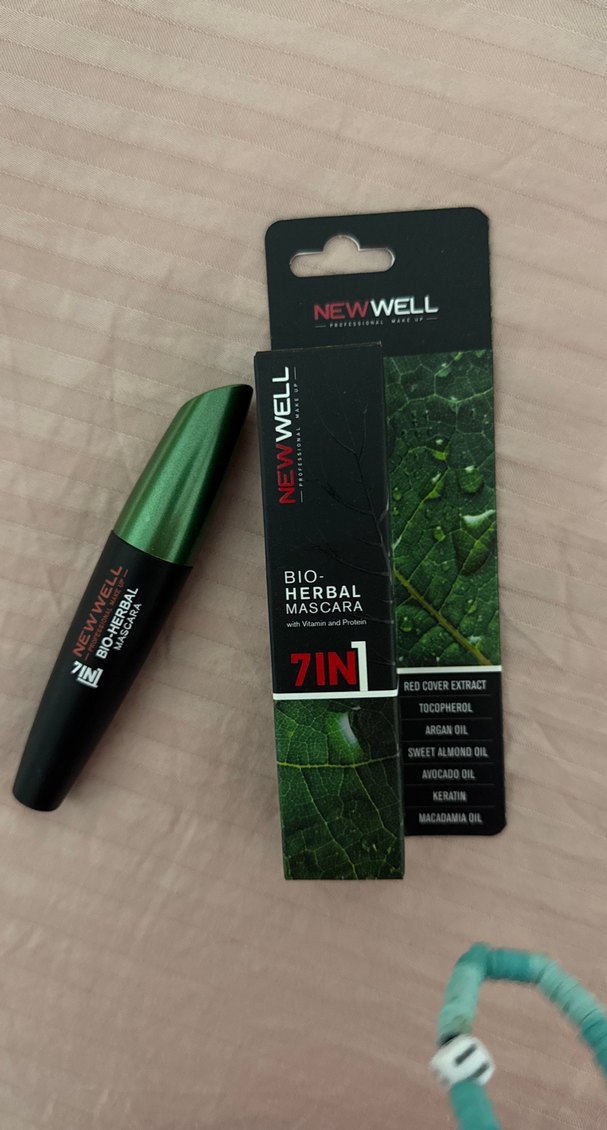 NEWWELL
PROFESSIONAL MAKE UP
NEWWELL
PROFESSIONAL MAKE UP
BIO-
HERBAL
MASCARA
with Vitamin and Protein
7IN1
RED COVER EXTRACT
TOCOPHEROL
ARGAN OIL
SWEET ALMOND OIL
AVOCADO OIL
KERATIN
MACADAMIA OIL
NEWWELL
PROFESSIONAL MAKE UP
BIO-HERBAL
MASCARA
7IN1